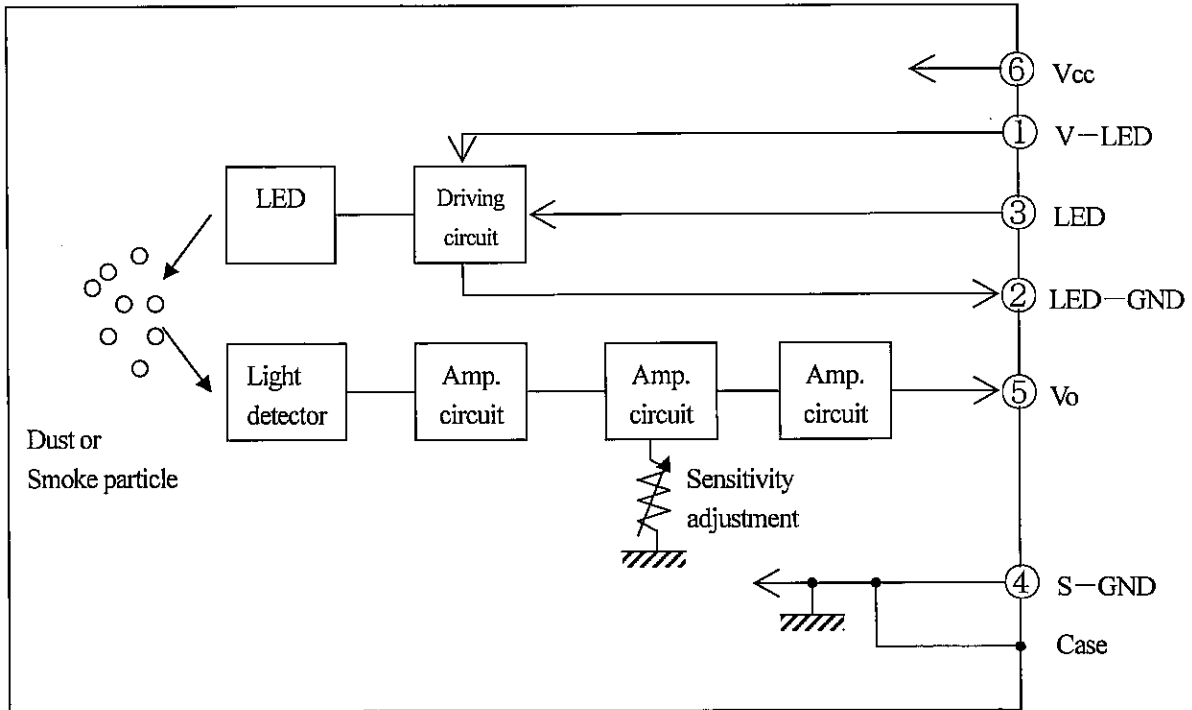 ⑥ Vcc
① V-LED
LED
Driving
circuit
③ LED
② LED-GND
Light
detector
Amp.
circuit
Amp.
circuit
Amp.
circuit
⑤ Vo
Dust or
Smoke particle
Sensitivity
adjustment
④ S-GND
Case